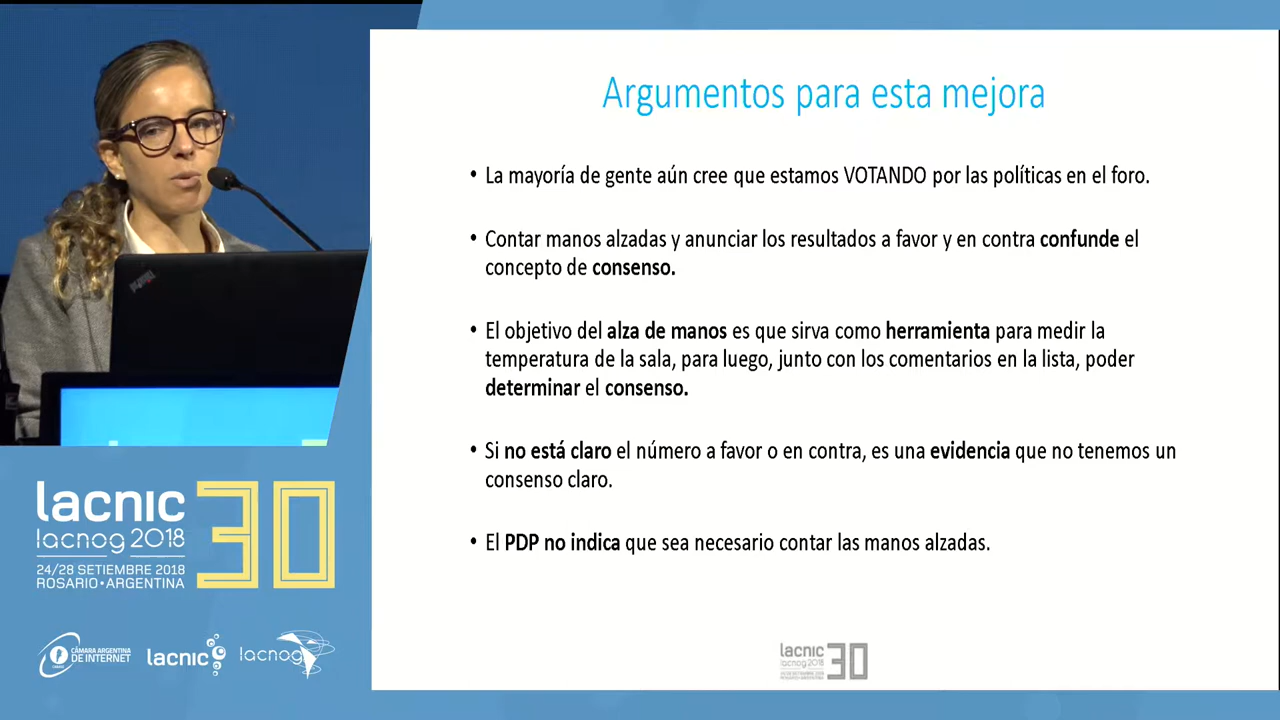 Argumentos para esta mejora
• La mayoría de gente aún cree que estamos VOTANDO por las políticas en el foro.
• Contar manos alzadas y anunciar los resultados a favor y en contra confunde el
concepto de consenso.
• El objetivo del alza de manos es que sirva como herramienta para medir la
temperatura de la sala, para luego, junto con los comentarios en la lista, poder
determinar el consenso.
• Si no está claro el número a favor o en contra, es una evidencia que no tenemos un
consenso claro.
• El PDP no indica que sea necesario contar las manos alzadas.
lacnic 30
lacnog 2018
24/28 SETIEMBRE 2018
ROSARIO•ARGENTINA
CÁMARA ARGENTINA
DE INTERNET
lacnic
lacnog
lacnic 30
lacnog 2018